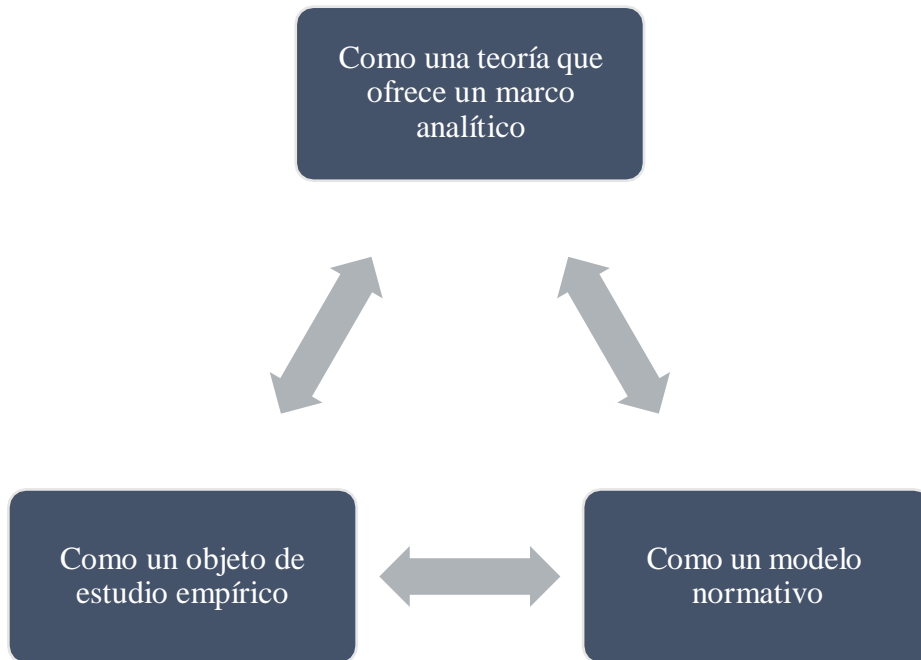 Como una teoría que
ofrece un marco
analítico
Como un objeto de
estudio empírico
Como un modelo
normativo